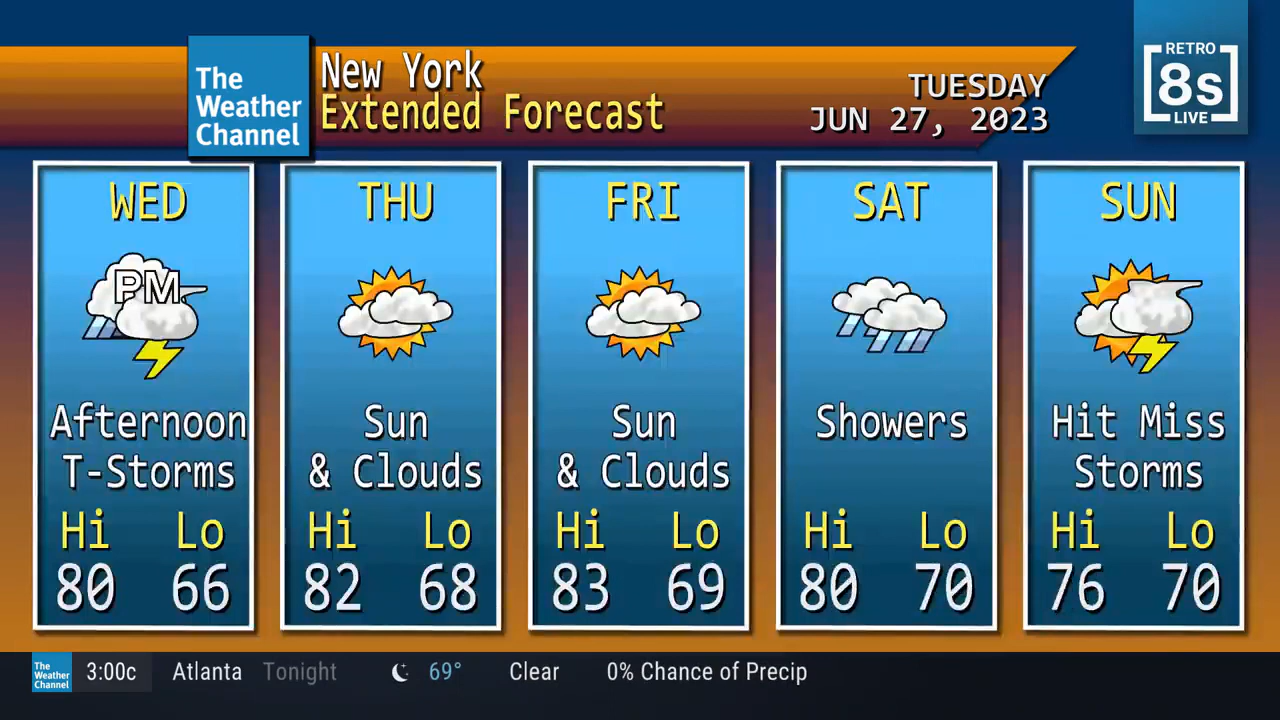 The
Weather
Channel
New York
Extended Forecast
TUESDAY
JUN 27, 2023
RETRO
8s
LIVE
WED
PM
Afternoon
T-Storms
Hi Lo
80 66
THU
Sun
& Clouds
Hi Lo
82 68
FRI
Sun
& Clouds
Hi Lo
83 69
SAT
Showers
Hi Lo
80 70
SUN
Hit Miss
Storms
Hi Lo
76 70
The
Weather
Channel
3:00c Atlanta Tonight 69° Clear 0% Chance of Precip